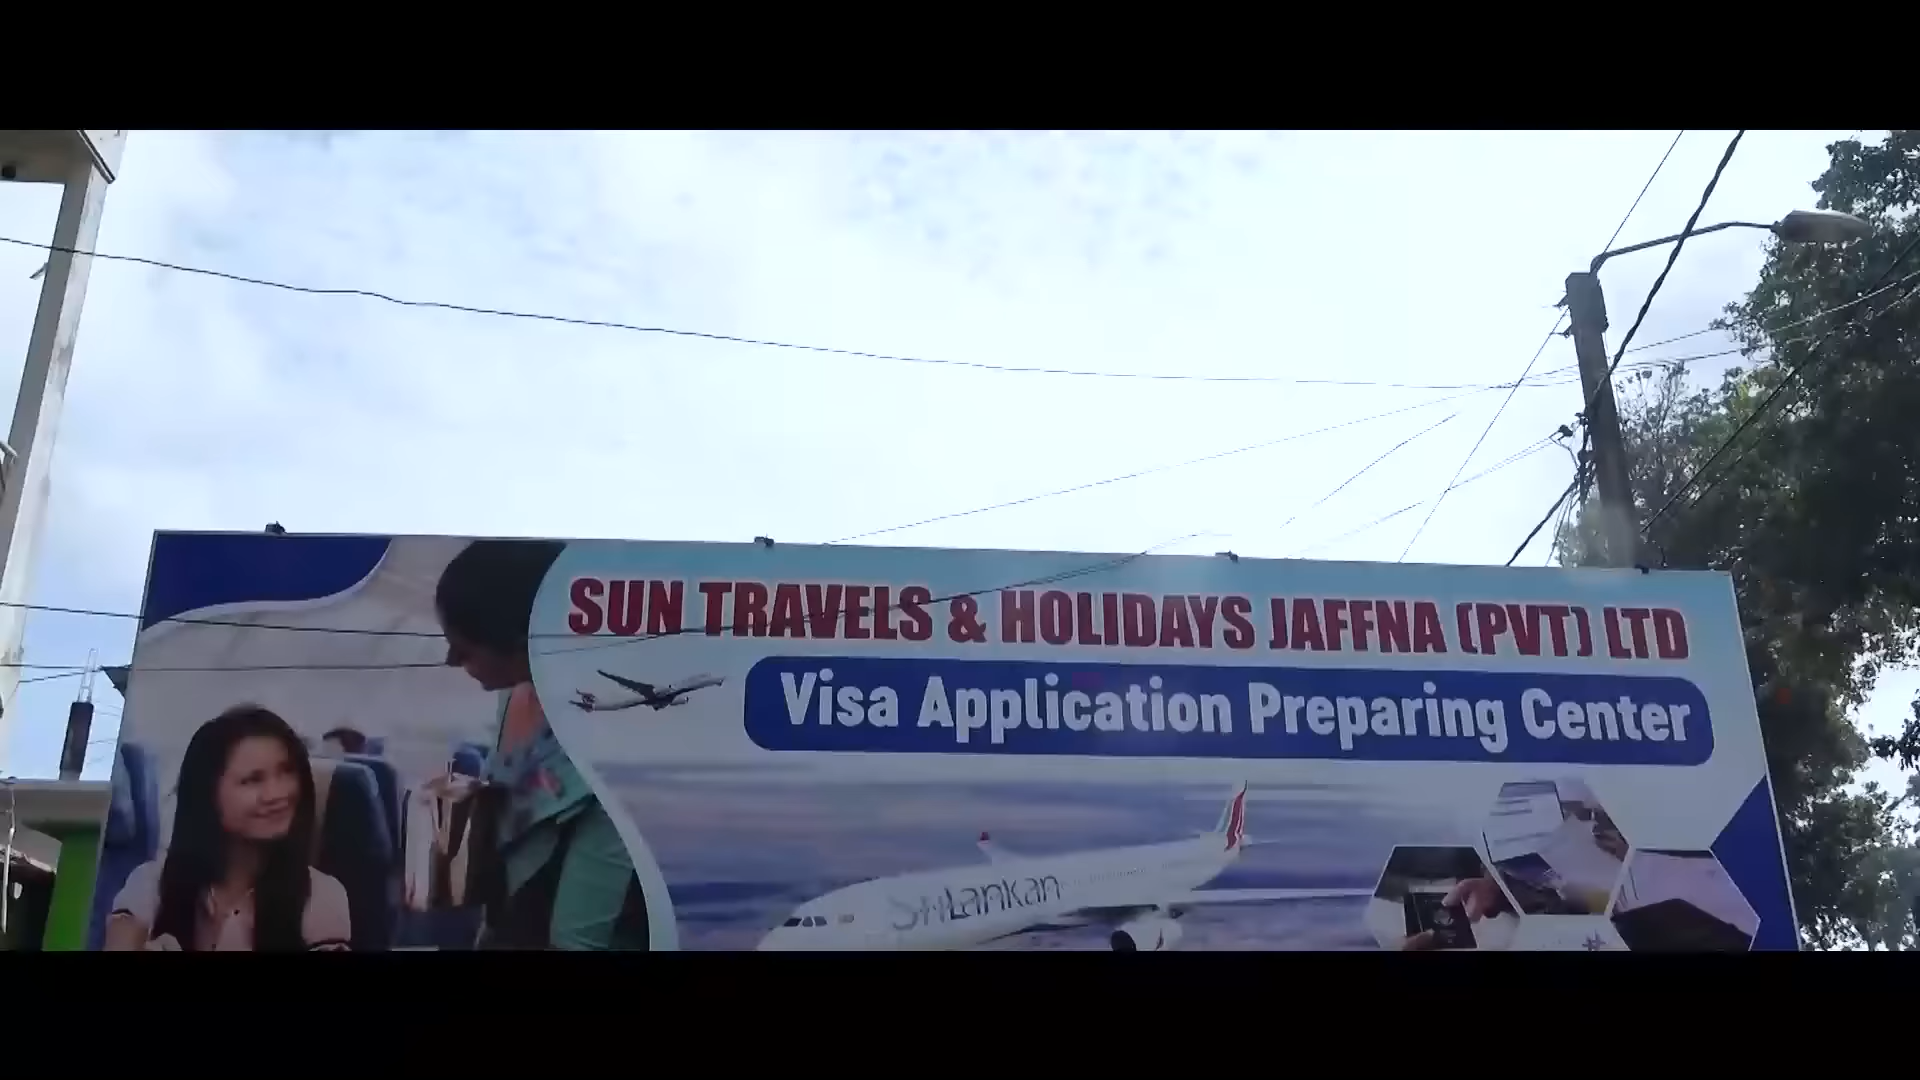 SUN TRAVELS & HOLIDAYS JAFFNA (PVT) LTD
Visa Application Preparing Center
SriLankan